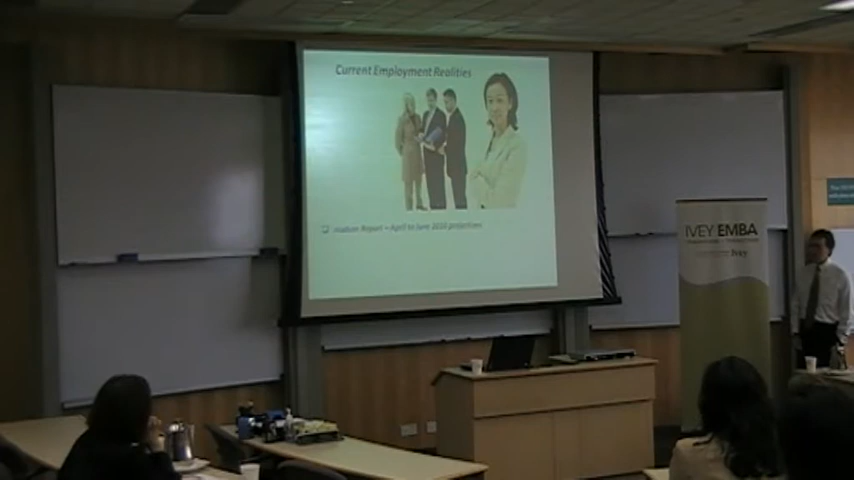 Current Employment Realities
Hudson Report – April to June 2010 projections
IVEY EMBA
Ivey